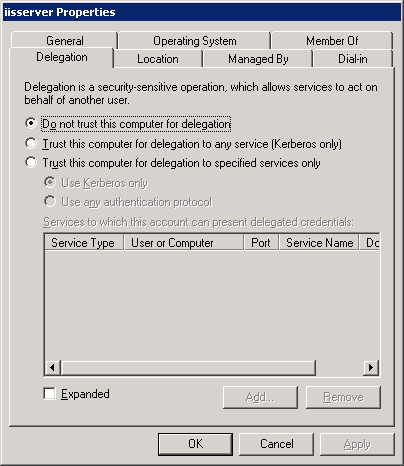 iisserver Properties
General Operating System Member Of
Delegation Location Managed By Dial-in
Delegation is a security-sensitive operation, which allows services to act on
behalf of another user.
Do not trust this computer for delegation
Trust this computer for delegation to any service (Kerberos only)
Trust this computer for delegation to specified services only
Use Kerberos only
Use any authentication protocol
Services to which this account can present delegated credentials:
Service Type User or Computer Port Service Name Do
Expanded Add... Remove
OK Cancel Apply